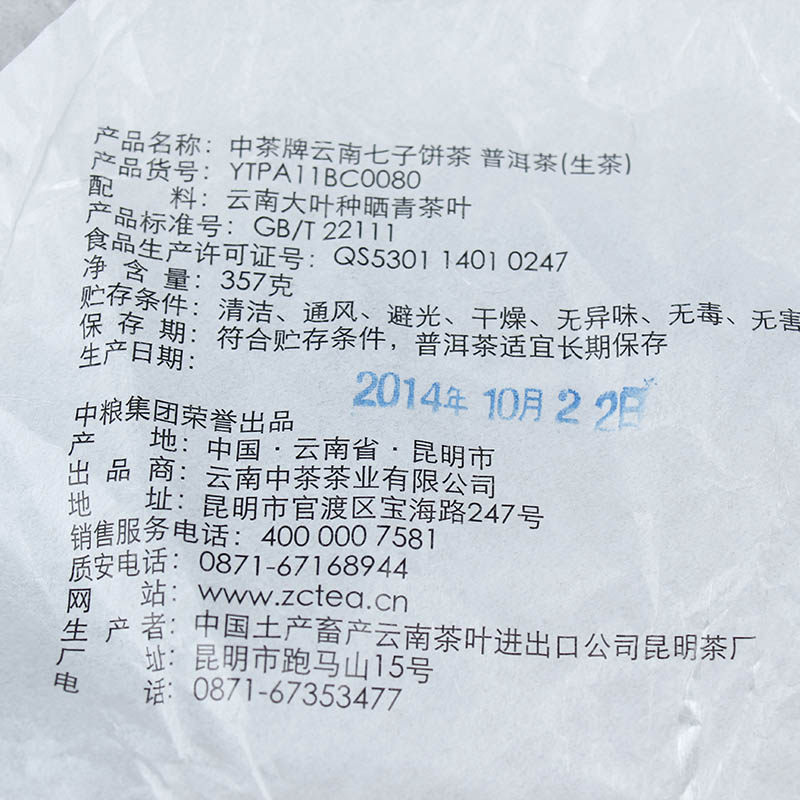 产品名称：中茶牌云南七子饼茶 普洱茶(生茶)
产品货号：YTPA11BC0080
配 料：云南大叶种晒青茶叶
产品标准号：GB/T 22111
食品生产许可证号：QS5301 1401 0247
净 含 量：357克
贮存条件：清洁、通风、避光、干燥、无异味、无毒、无害
保 存 期：符合贮存条件，普洱茶适宜长期保存
生产日期：
2014年 10月 2 2日
中粮集团荣誉出品
产 地：中国·云南省·昆明市
出 品 商：云南中茶茶业有限公司
地 址：昆明市官渡区宝海路247号
销售服务电话：400 000 7581
质安电话：0871-67168944
网 站：www.zctea.cn
生 产 者：中国土产畜产云南茶叶进出口公司昆明茶厂
厂 址：昆明市跑马山15号
电 话：0871-67353477